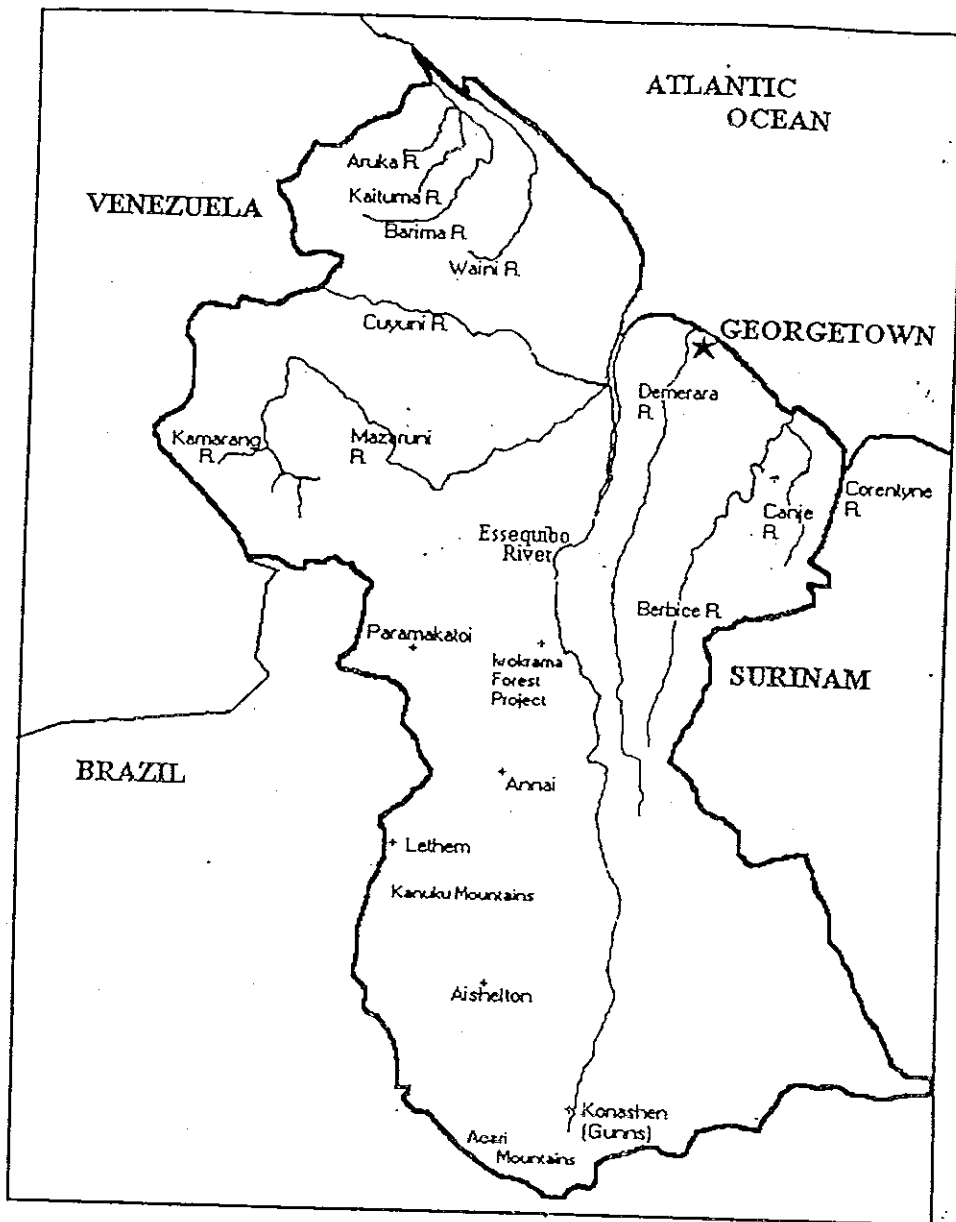 ATLANTIC
OCEAN
Aruka R.
VENEZUELA
Kaituma R.
Barima R.
Waini R.
Cuyuni R.
GEORGETOWN
Demerara
R.
Kamarang
R.
Mazaruni
R.
Canje
R.
Corentyne
R.
Essequibo
River
Berbice R.
Paramakatoi
Iwokrama
Forest
Project
SURINAM
BRAZIL
Annai
Lethem
Kanuku Mountains
Aishelton
Konashen
(Gunns)
Acari
Mountains